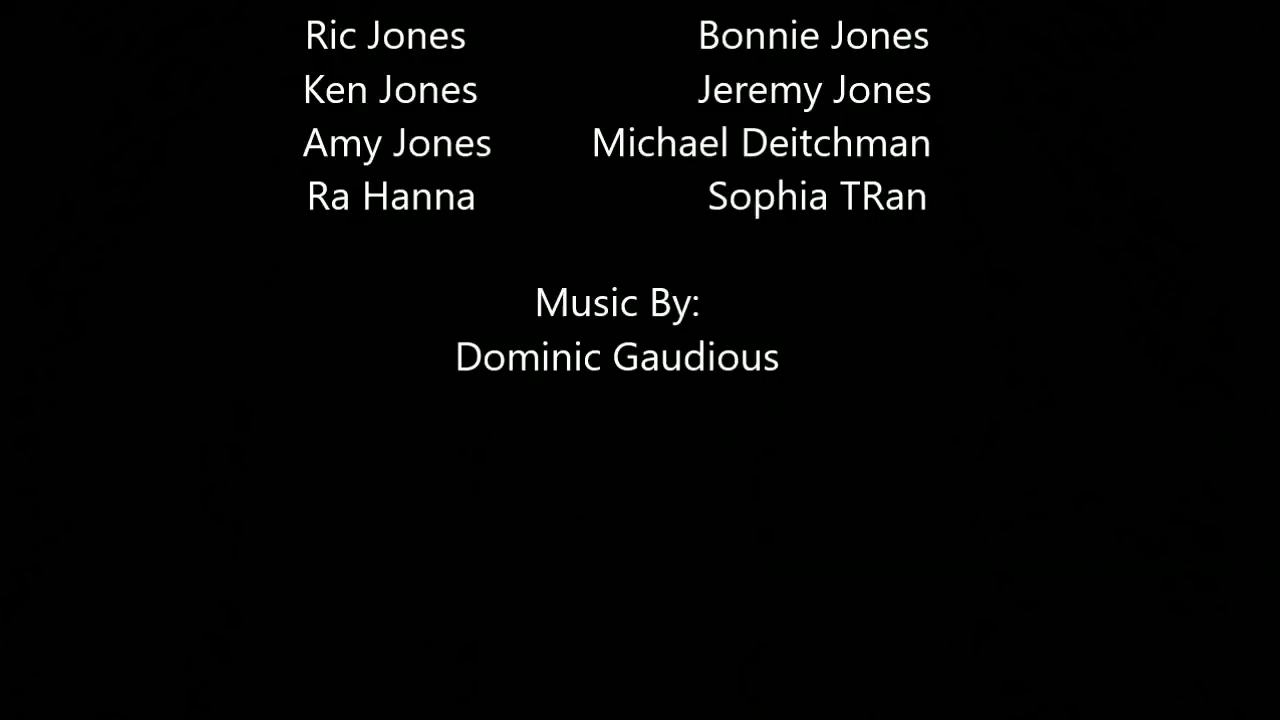 Ric Jones Bonnie Jones
Ken Jones Jeremy Jones
Amy Jones Michael Deitchman
Ra Hanna Sophia TRan
Music By:
Dominic Gaudious